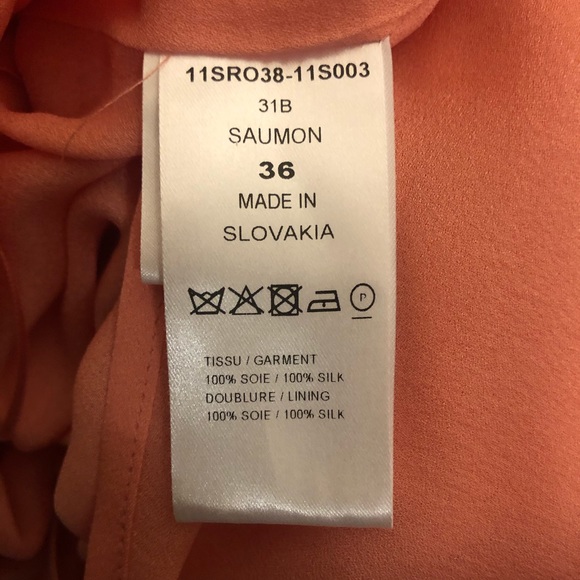 11SRO38-11S003
31B
SAUMON
36
MADE IN
SLOVAKIA
P
TISSU / GARMENT
100% SOIE / 100% SILK
DOUBLURE / LINING
100% SOIE / 100% SILK